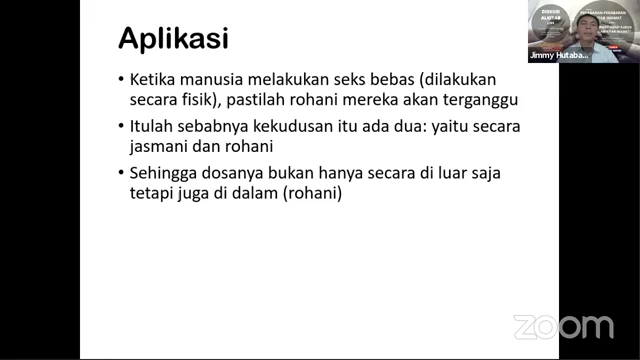 Aplikasi
• Ketika manusia melakukan seks bebas (dilakukan
secara fisik), pastilah rohani mereka akan terganggu
• Itulah sebabnya kekudusan itu ada dua: yaitu secara
jasmani dan rohani
• Sehingga dosanya bukan hanya secara di luar saja
tetapi juga di dalam (rohani)
DISKUSI
ALKITAB
Jimmy Hutaba...
zoom